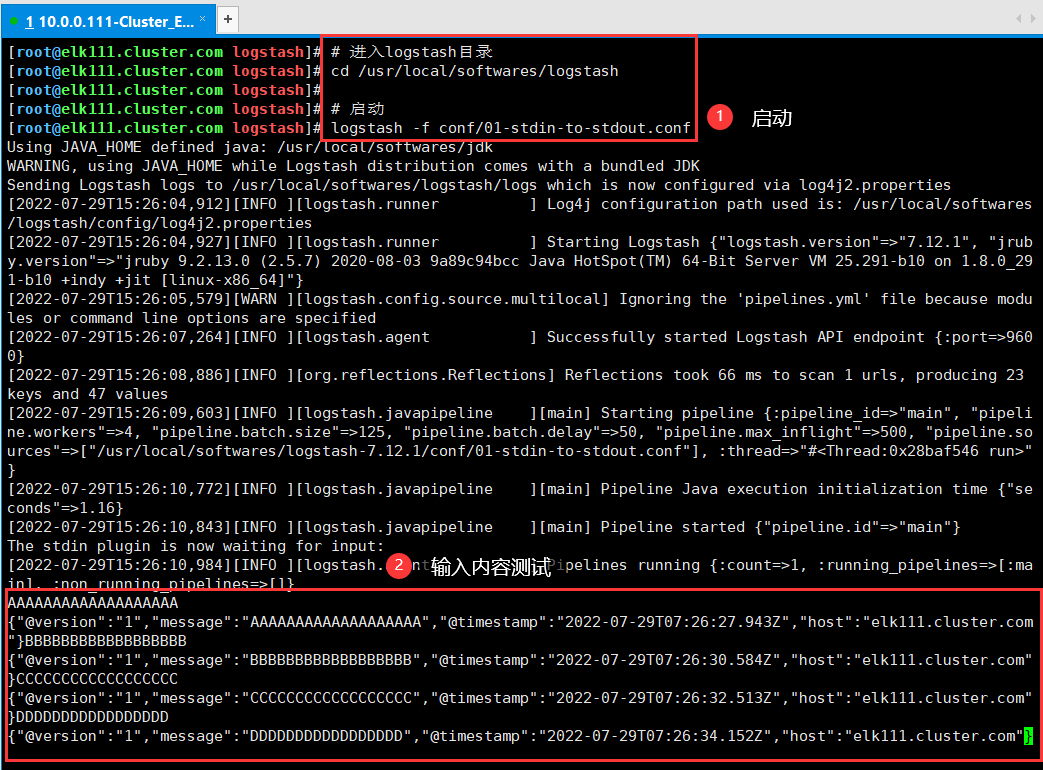 1 10.0.0.111-Cluster_E... × +
[root@elk111.cluster.com logstash]# # 进入logstash目录
[root@elk111.cluster.com logstash]# cd /usr/local/softwares/logstash
[root@elk111.cluster.com logstash]#
[root@elk111.cluster.com logstash]# # 启动
[root@elk111.cluster.com logstash]# logstash -f conf/01-stdin-to-stdout.conf
1 启动
Using JAVA_HOME defined java: /usr/local/softwares/jdk
WARNING, using JAVA_HOME while Logstash distribution comes with a bundled JDK
Sending Logstash logs to /usr/local/softwares/logstash/logs which is now configured via log4j2.properties
[2022-07-29T15:26:04,912][INFO ][logstash.runner          ] Log4j configuration path used is: /usr/local/softwares
/logstash/config/log4j2.properties
[2022-07-29T15:26:04,927][INFO ][logstash.runner          ] Starting Logstash {"logstash.version"=>"7.12.1", "jrub
y.version"=>"jruby 9.2.13.0 (2.5.7) 2020-08-03 9a89c94bcc Java HotSpot(TM) 64-Bit Server VM 25.291-b10 on 1.8.0_29
1-b10 +indy +jit [linux-x86_64]"}
[2022-07-29T15:26:05,579][WARN ][logstash.config.source.multilocal] Ignoring the 'pipelines.yml' file because modu
les or command line options are specified
[2022-07-29T15:26:07,264][INFO ][logstash.agent           ] Successfully started Logstash API endpoint {:port=>960
0}
[2022-07-29T15:26:08,886][INFO ][org.reflections.Reflections] Reflections took 66 ms to scan 1 urls, producing 23
keys and 47 values
[2022-07-29T15:26:09,603][INFO ][logstash.javapipeline    ][main] Starting pipeline {:pipeline_id=>"main", "pipeli
ne.workers"=>4, "pipeline.batch.size"=>125, "pipeline.batch.delay"=>50, "pipeline.max_inflight"=>500, "pipeline.so
urces"=>["/usr/local/softwares/logstash-7.12.1/conf/01-stdin-to-stdout.conf"], :thread=>"#<Thread:0x28baf546 run>"
}
[2022-07-29T15:26:10,772][INFO ][logstash.javapipeline    ][main] Pipeline Java execution initialization time {"se
conds"=>1.16}
[2022-07-29T15:26:10,843][INFO ][logstash.javapipeline    ][main] Pipeline started {"pipeline.id"=>"main"}
The stdin plugin is now waiting for input:
[2022-07-29T15:26:10,984][INFO ][logstash. 2 nt 输入内容测试 Pipelines running {:count=>1, :running_pipelines=>[:ma
in], :non_running_pipelines=>[]}
AAAAAAAAAAAAAAAAAAA
{"@version":"1","message":"AAAAAAAAAAAAAAAAAAA","@timestamp":"2022-07-29T07:26:27.943Z","host":"elk111.cluster.com
"}BBBBBBBBBBBBBBBBBB
{"@version":"1","message":"BBBBBBBBBBBBBBBBBB","@timestamp":"2022-07-29T07:26:30.584Z","host":"elk111.cluster.com"
}CCCCCCCCCCCCCCCCCC
{"@version":"1","message":"CCCCCCCCCCCCCCCCCC","@timestamp":"2022-07-29T07:26:32.513Z","host":"elk111.cluster.com"
}DDDDDDDDDDDDDDDDD
{"@version":"1","message":"DDDDDDDDDDDDDDDDD","@timestamp":"2022-07-29T07:26:34.152Z","host":"elk111.cluster.com"}